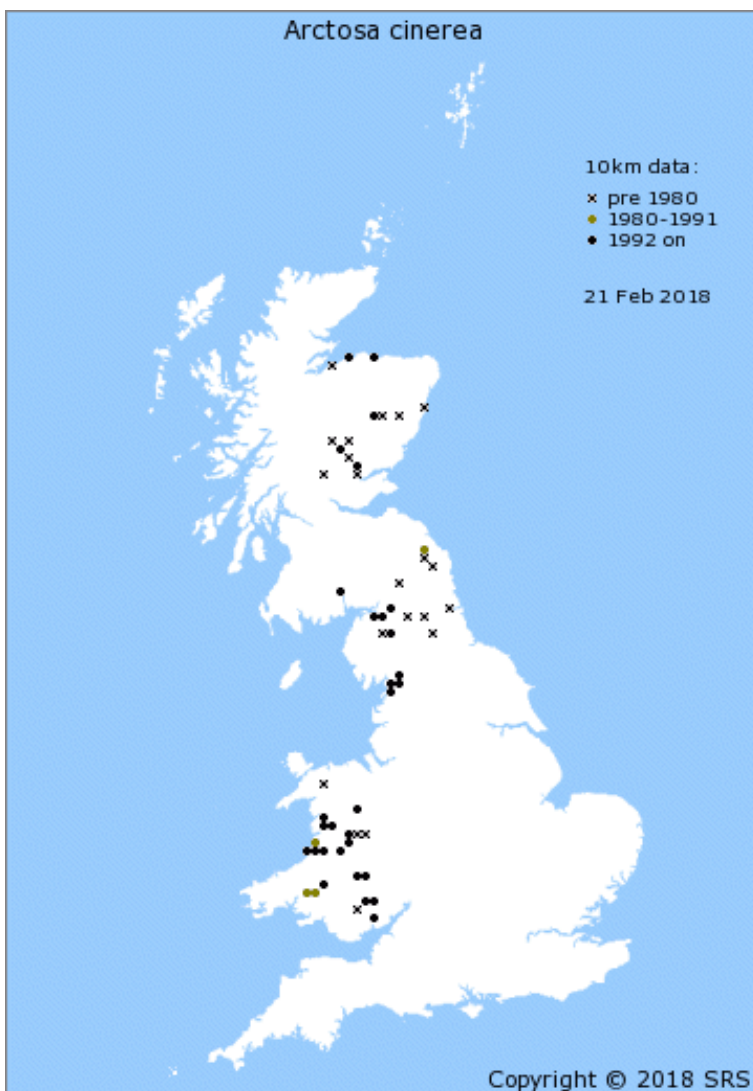 Arctosa cinerea
10km data:
pre 1980
1980-1991
1992 on
21 Feb 2018
Copyright © 2018 SRS